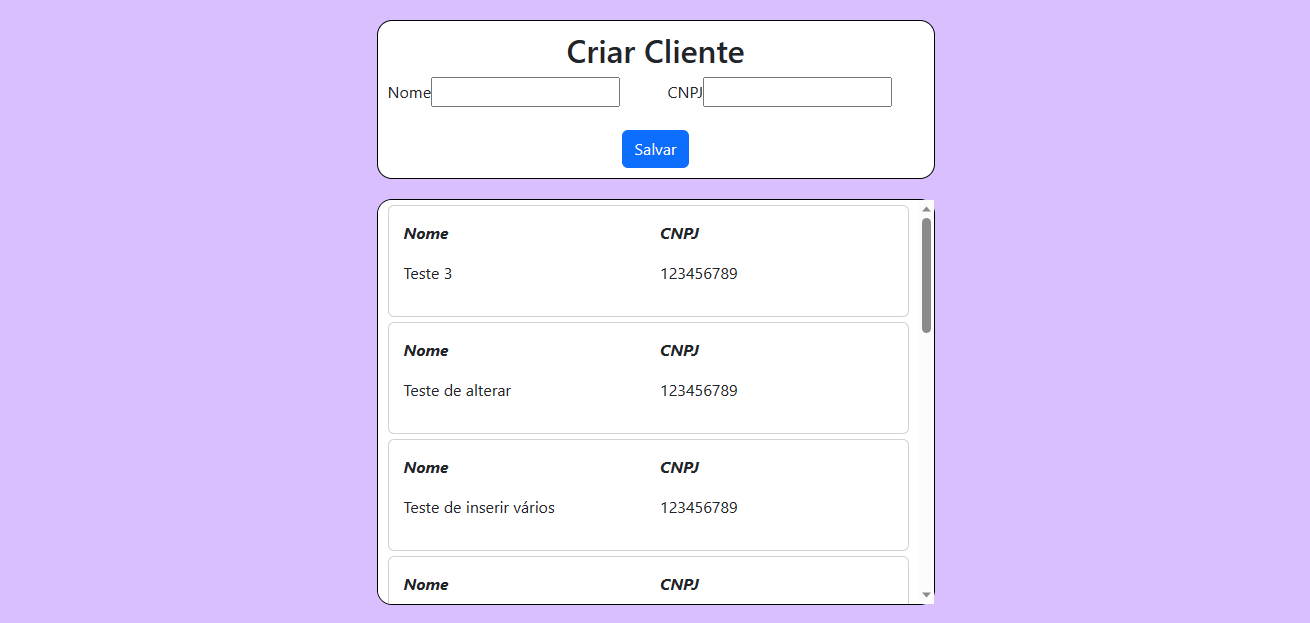 Criar Cliente
Nome CNPJ
Salvar
Nome CNPJ
Teste 3 123456789
Nome CNPJ
Teste de alterar 123456789
Nome CNPJ
Teste de inserir vários 123456789
Nome CNPJ